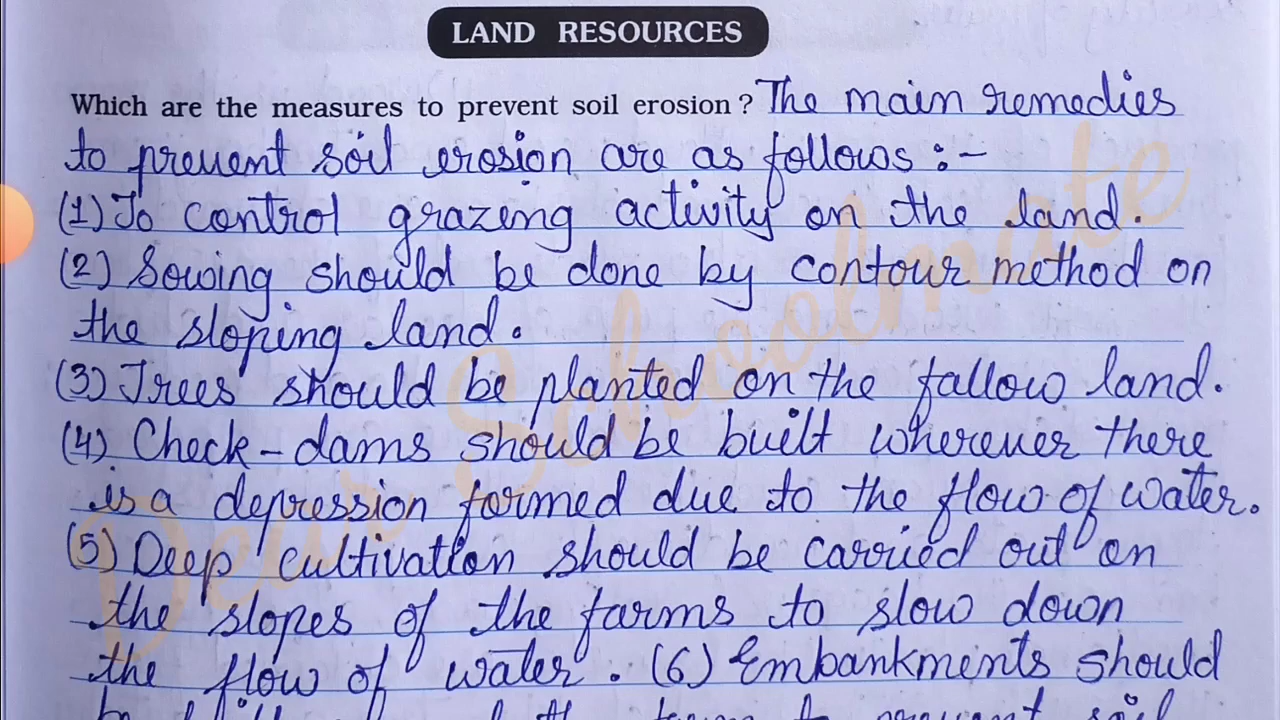 LAND RESOURCES
Which are the measures to prevent soil erosion? The main remedies
to prevent soil erosion are as follows :-
(1) To control grazing activity on the land.
(2) Sowing should be done by contour method on
the sloping land.
(3) Trees should be planted on the fallow land.
(4) Check-dams should be built wherever there
is a depression formed due to the flow of water.
(5) Deep cultivation should be carried out on
the slopes of the farms to slow down
the flow of water. (6) Embankments should
prevent soil